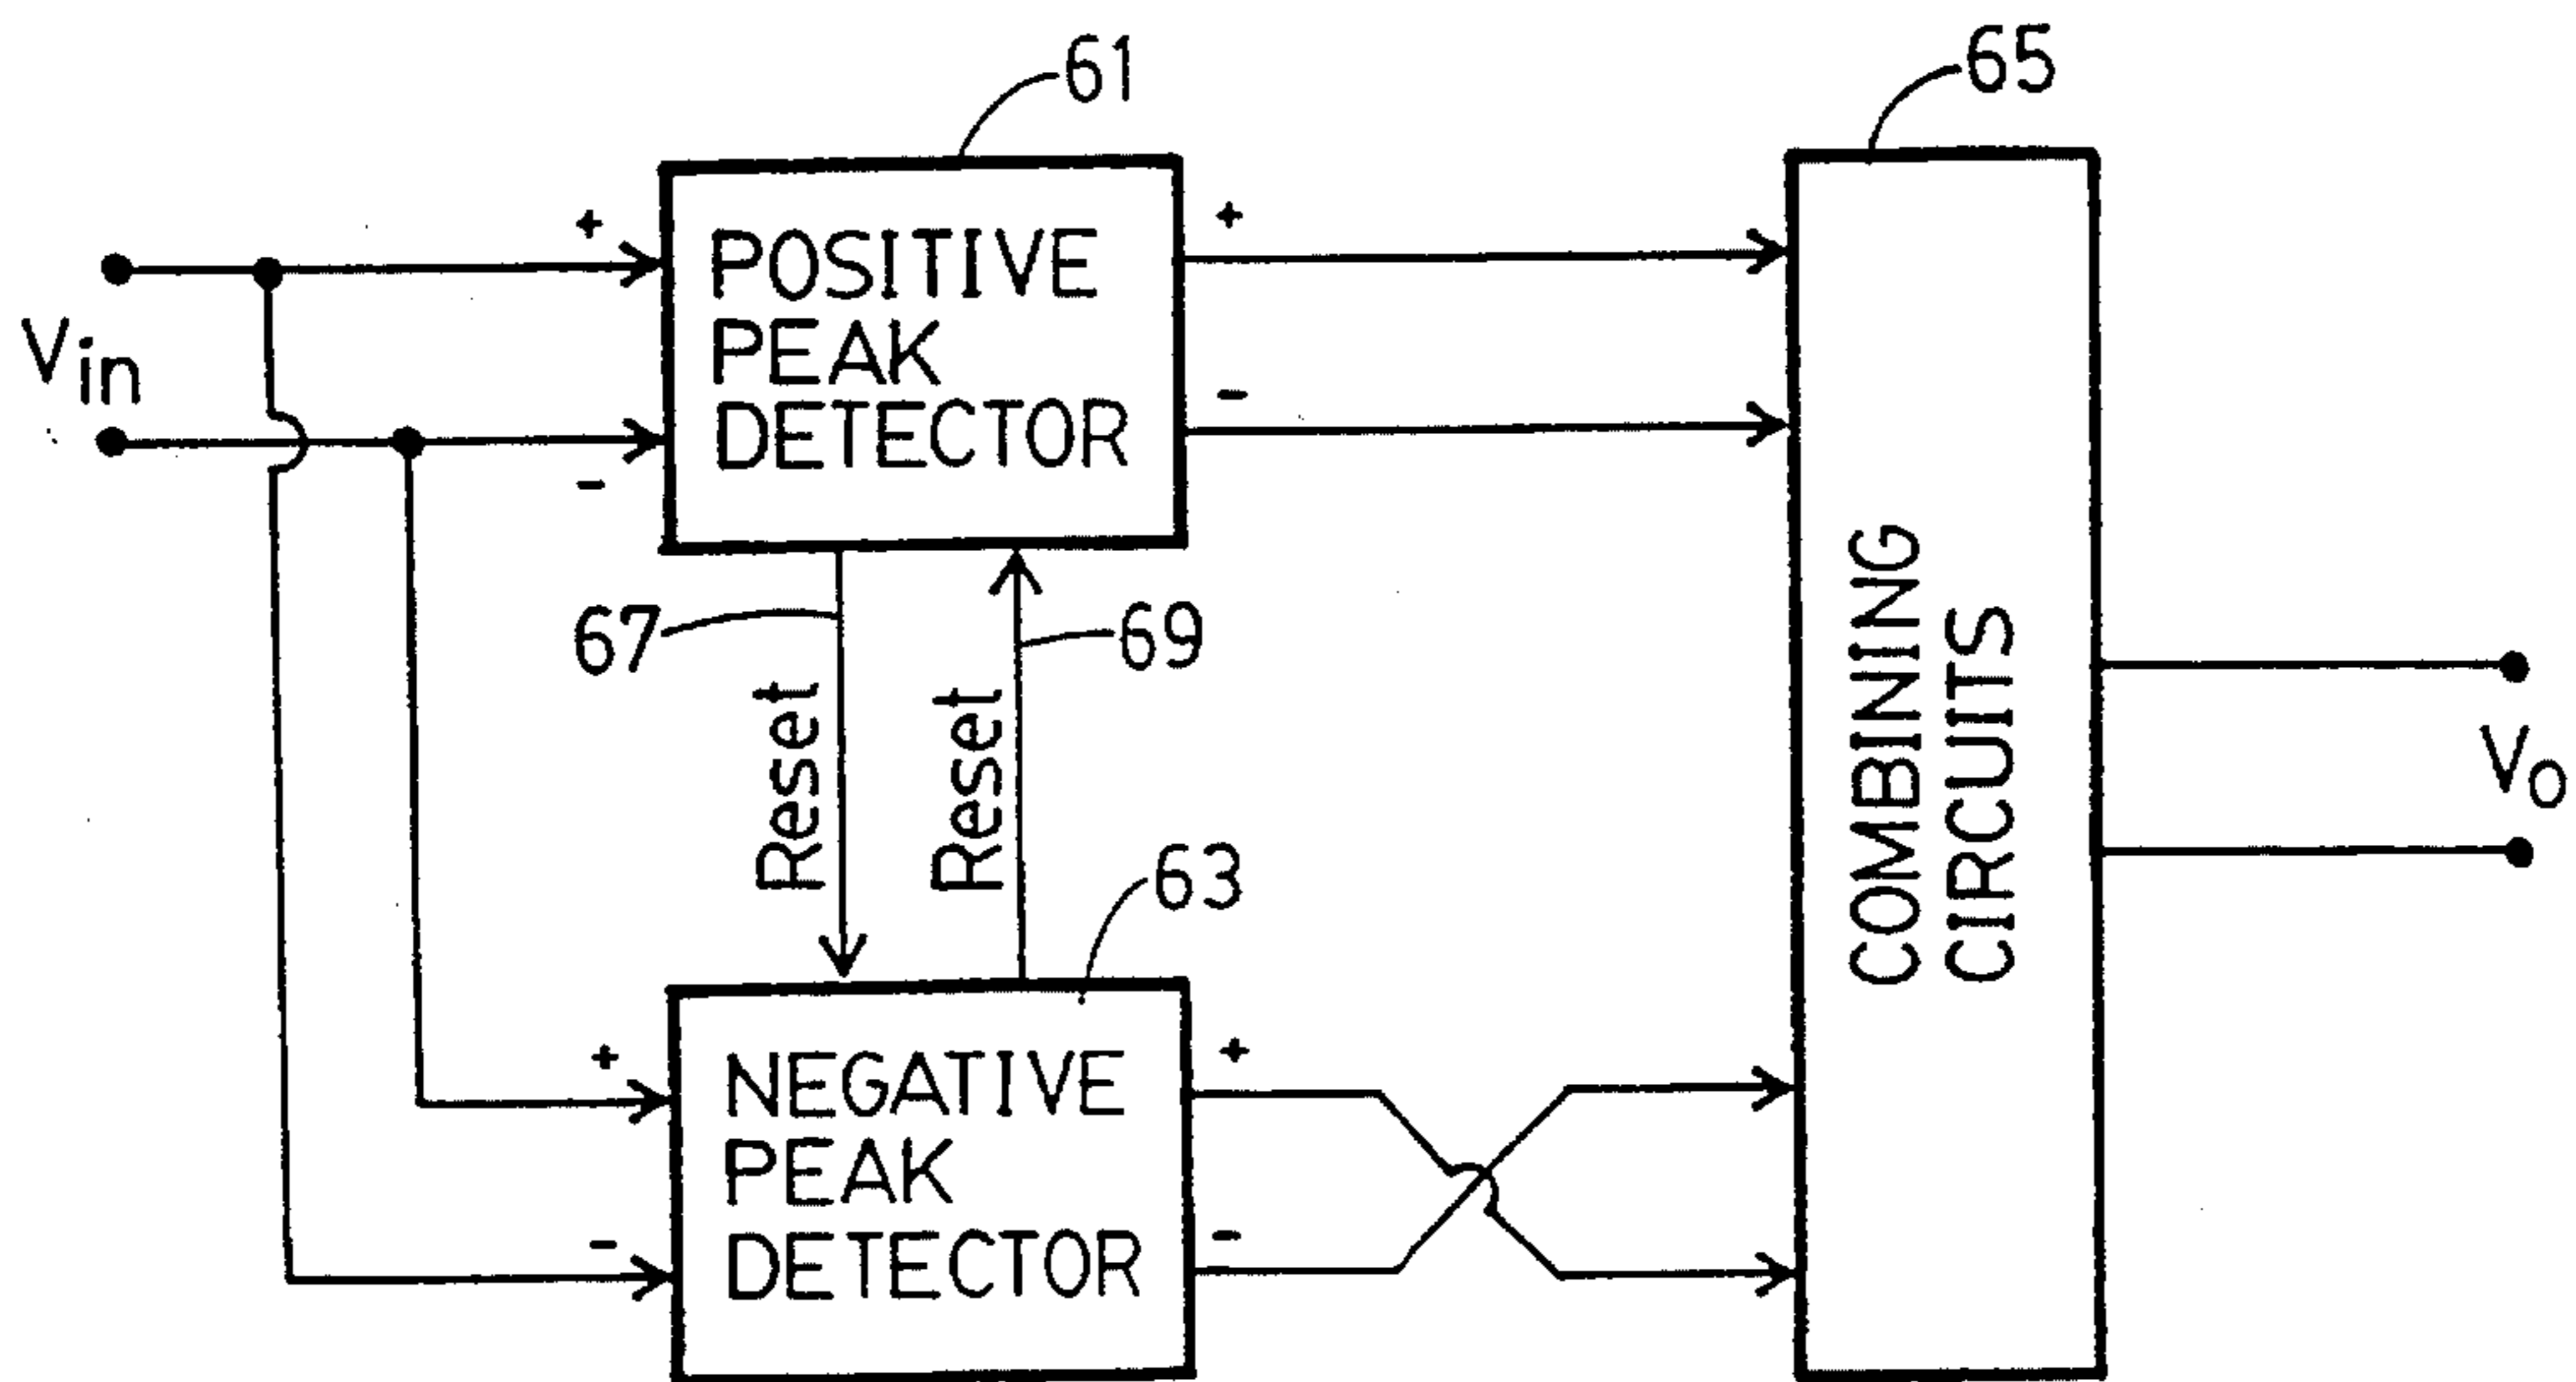 61
65
+
+
POSITIVE
PEAK
DETECTOR
Vin
-
-
67
69
Reset
Reset
COMBINING
CIRCUITS
Vo
63
+
+
NEGATIVE
PEAK
DETECTOR
-
-